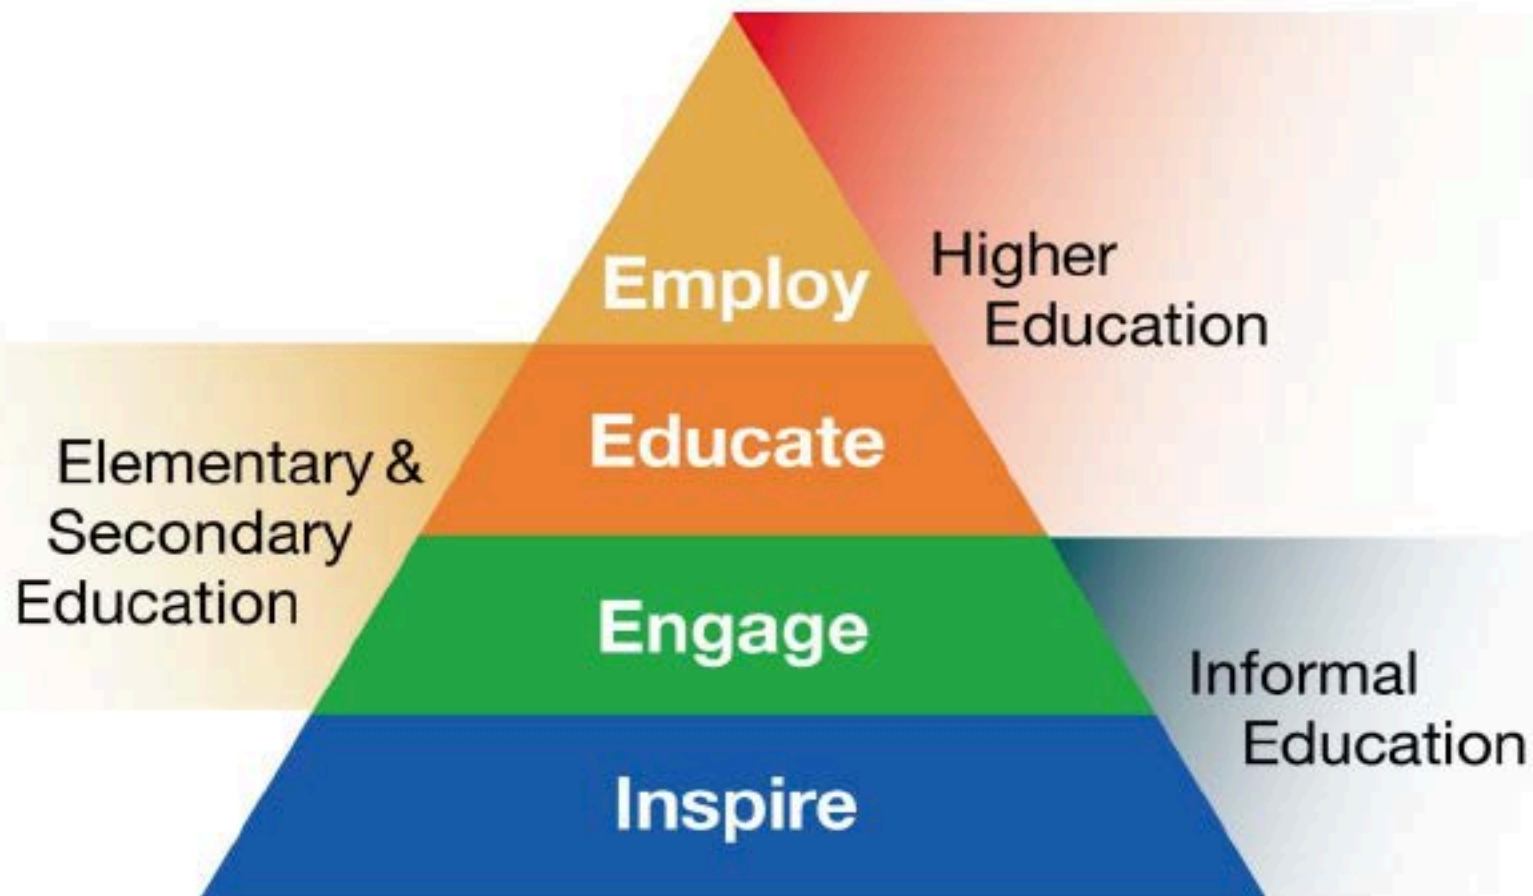 Employ
Higher
Education
Educate
Elementary &
Secondary
Education
Engage
Informal
Education
Inspire